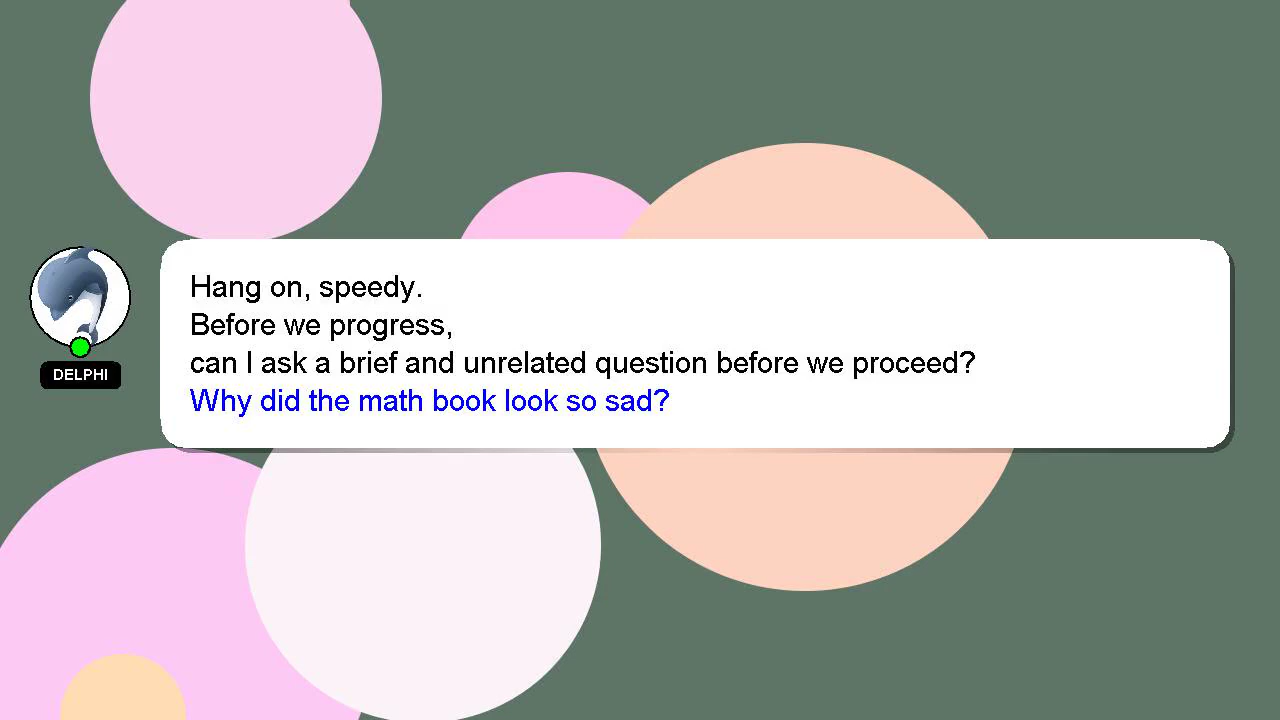 Hang on, speedy.
Before we progress,
can I ask a brief and unrelated question before we proceed?
Why did the math book look so sad?
DELPHI